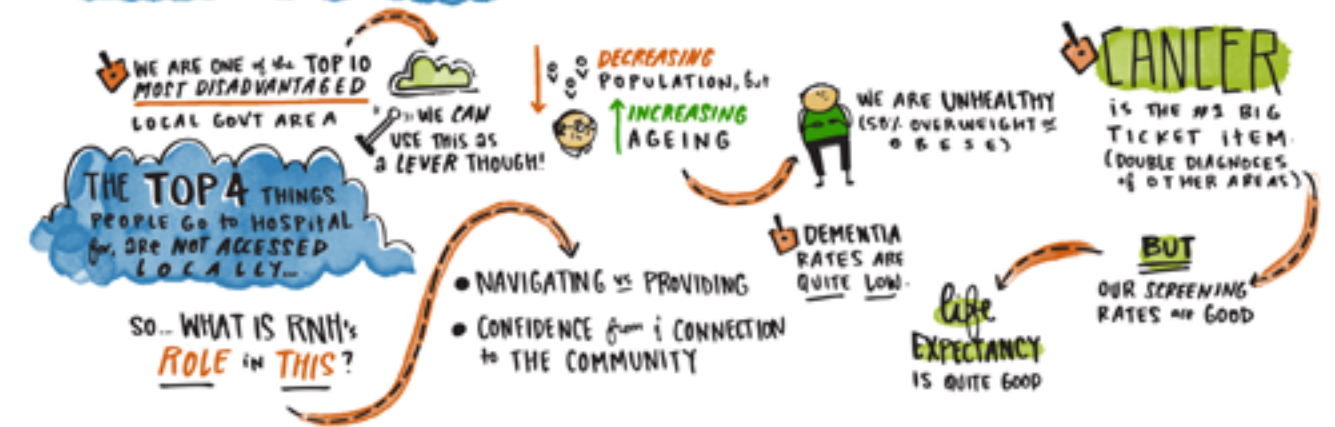 WE ARE ONE of the TOP 10
MOST DISADVANTAGED
LOCAL GOV'T AREA
WE CAN
USE THIS as
a LEVER THOUGH!
DECREASING
POPULATION, but
INCREASING
AGEING
WE ARE UNHEALTHY
(50% OVERWEIGHT or
OBESE)
CANCER
iS THE #1 BIG
TICKET ITEM.
(DOUBLE DIAGNOCES
of OTHER AREAS)
THE TOP 4 THINGS
PEOPLE GO to HOSPITAL
for, are NOT ACCESSED
LOCALLY...
DEMENTIA
RATES ARE
QUITE LOW.
BUT
OUR SCREENING
RATES are GOOD
life
EXPECTANCY
IS QUITE GOOD
SO... WHAT IS RNH's
ROLE iN THIS?
• NAVIGATING vs PROVIDING
• CONFIDENCE from i CONNECTION
to THE COMMUNITY